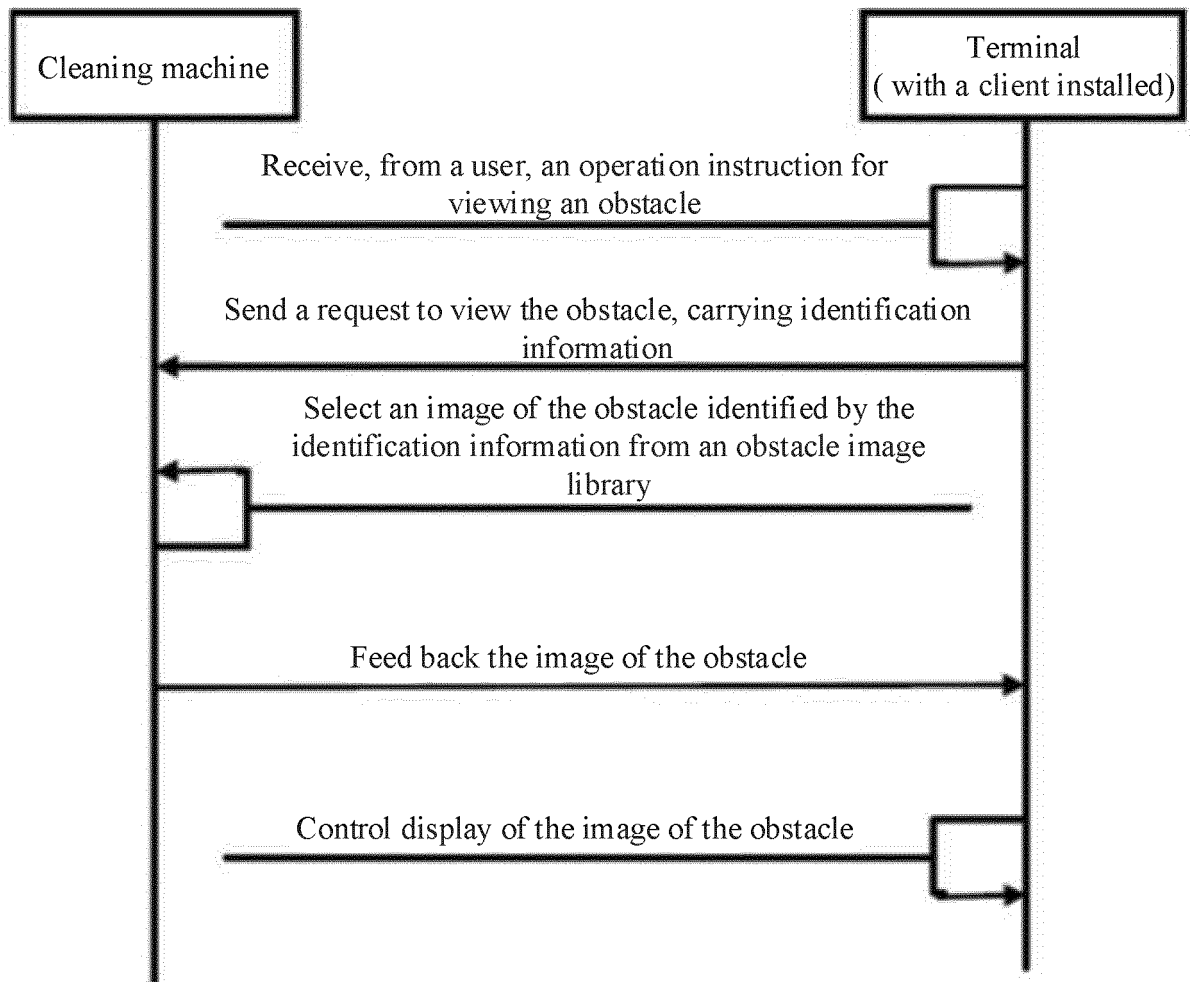 Cleaning machine
Terminal
( with a client installed)
Receive, from a user, an operation instruction for
viewing an obstacle
Send a request to view the obstacle, carrying identification
information
Select an image of the obstacle identified by the
identification information from an obstacle image
library
Feed back the image of the obstacle
Control display of the image of the obstacle